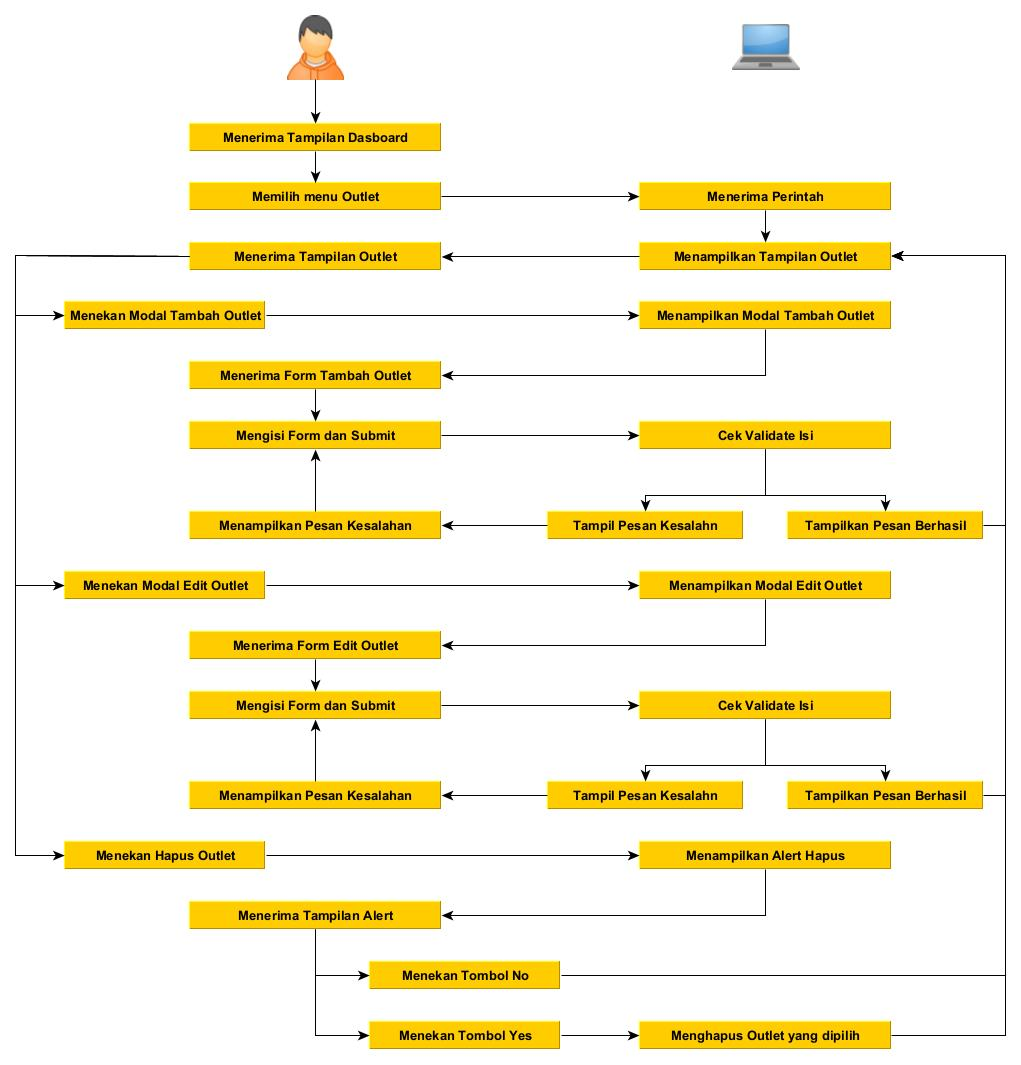 Menerima Tampilan Dasboard
Memilih menu Outlet
Menerima Perintah
Menerima Tampilan Outlet
Menampilkan Tampilan Outlet
Menekan Modal Tambah Outlet
Menampilkan Modal Tambah Outlet
Menerima Form Tambah Outlet
Mengisi Form dan Submit
Cek Validate Isi
Menampilkan Pesan Kesalahan
Tampil Pesan Kesalahn
Tampilkan Pesan Berhasil
Menekan Modal Edit Outlet
Menampilkan Modal Edit Outlet
Menerima Form Edit Outlet
Mengisi Form dan Submit
Cek Validate Isi
Menampilkan Pesan Kesalahan
Tampil Pesan Kesalahn
Tampilkan Pesan Berhasil
Menekan Hapus Outlet
Menampilkan Alert Hapus
Menerima Tampilan Alert
Menekan Tombol No
Menekan Tombol Yes
Menghapus Outlet yang dipilih